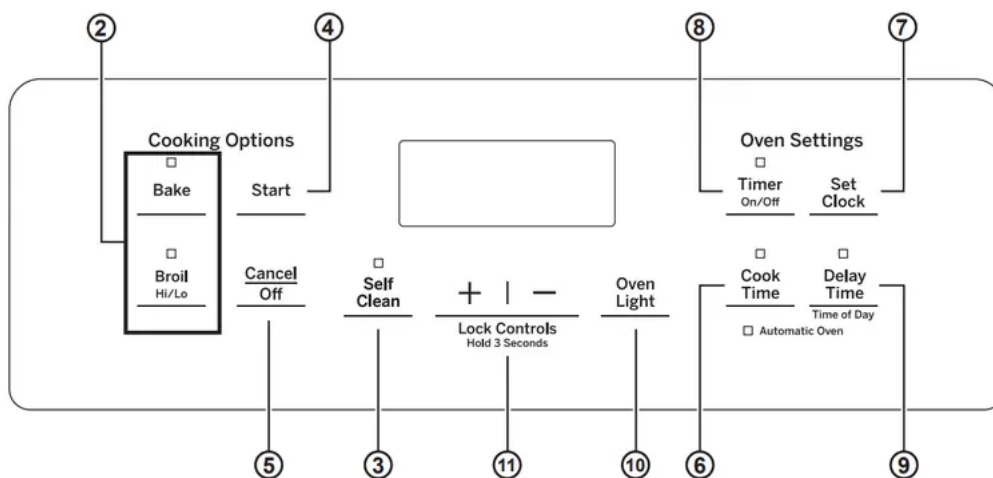 2 4 8 7
Cooking Options Oven Settings
Bake Start Timer
On/Off Set
Clock
Broil
Hi/Lo Cancel
Off Self
Clean + | − Oven
Light Cook
Time Delay
Time
Time of Day
Lock Controls
Hold 3 Seconds
Automatic Oven
5 3 11 10 6 9